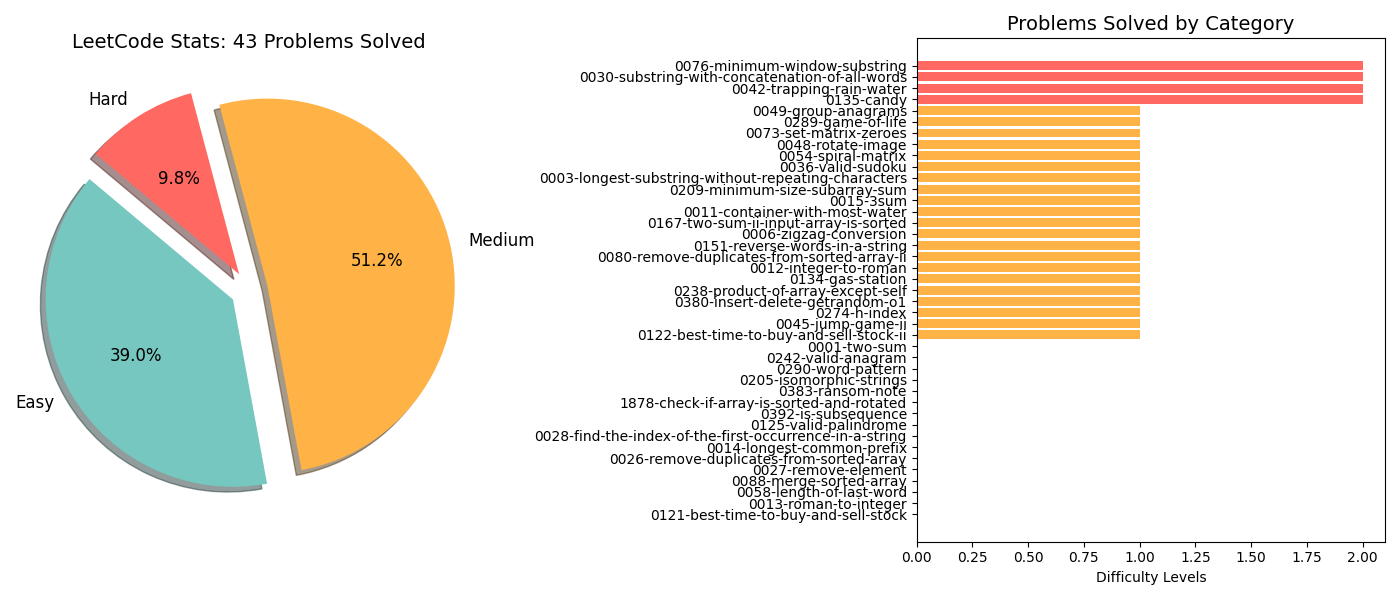 LeetCode Stats: 43 Problems Solved
Hard
9.8%
Medium
51.2%
39.0%
Easy
Problems Solved by Category
0076-minimum-window-substring
0030-substring-with-concatenation-of-all-words
0042-trapping-rain-water
0135-candy
0049-group-anagrams
0289-game-of-life
0073-set-matrix-zeroes
0048-rotate-image
0054-spiral-matrix
0036-valid-sudoku
0003-longest-substring-without-repeating-characters
0209-minimum-size-subarray-sum
0015-3sum
0011-container-with-most-water
0167-two-sum-ii-input-array-is-sorted
0006-zigzag-conversion
0151-reverse-words-in-a-string
0080-remove-duplicates-from-sorted-array-ii
0012-integer-to-roman
0134-gas-station
0238-product-of-array-except-self
0380-insert-delete-getrandom-o1
0274-h-index
0045-jump-game-ii
0122-best-time-to-buy-and-sell-stock-ii
0001-two-sum
0242-valid-anagram
0290-word-pattern
0205-isomorphic-strings
0383-ransom-note
1878-check-if-array-is-sorted-and-rotated
0392-is-subsequence
0125-valid-palindrome
0028-find-the-index-of-the-first-occurrence-in-a-string
0014-longest-common-prefix
0026-remove-duplicates-from-sorted-array
0027-remove-element
0088-merge-sorted-array
0058-length-of-last-word
0013-roman-to-integer
0121-best-time-to-buy-and-sell-stock
0.00 0.25 0.50 0.75 1.00 1.25 1.50 1.75 2.00
Difficulty Levels